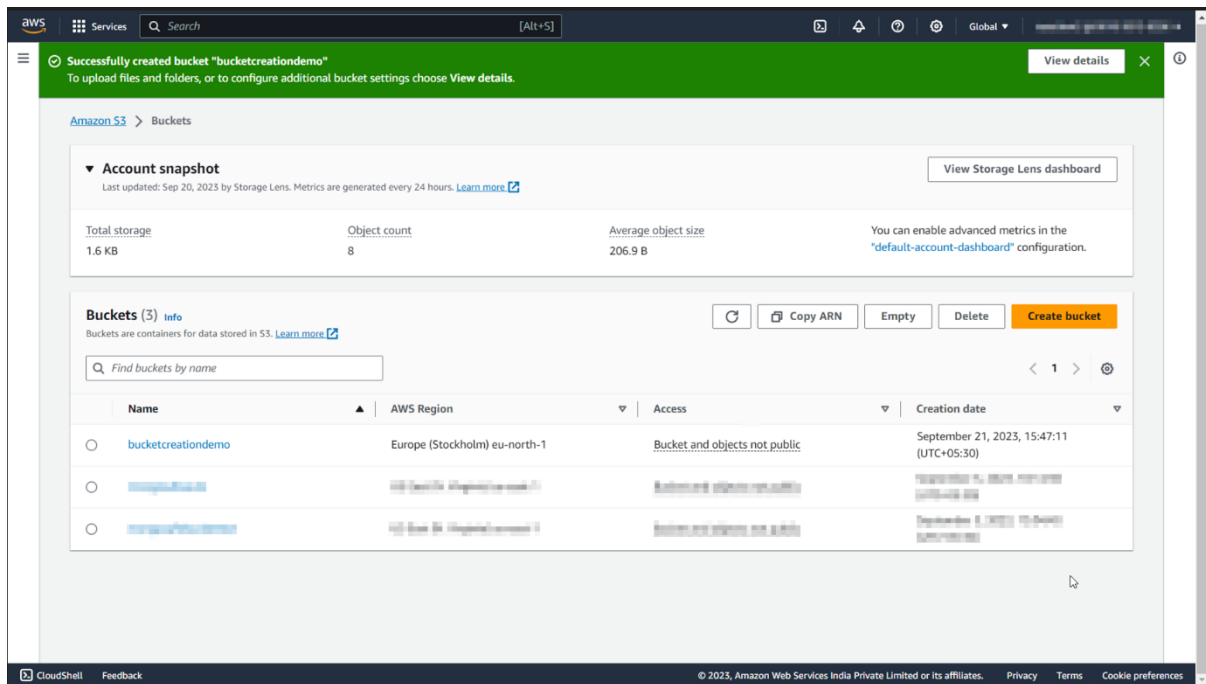 aws Services Search [Alt+S] Global
Successfully created bucket "bucketcreationdemo"
To upload files and folders, or to configure additional bucket settings choose View details.
View details
Amazon S3 > Buckets
Account snapshot
Last updated: Sep 20, 2023 by Storage Lens. Metrics are generated every 24 hours. Learn more
View Storage Lens dashboard
Total storage
1.6 KB
Object count
8
Average object size
206.9 B
You can enable advanced metrics in the
"default-account-dashboard" configuration.
Buckets (3) Info
Buckets are containers for data stored in S3. Learn more
Copy ARN Empty Delete Create bucket
Find buckets by name
< 1 >
Name AWS Region Access Creation date
bucketcreationdemo Europe (Stockholm) eu-north-1 Bucket and objects not public September 21, 2023, 15:47:11
(UTC+05:30)
CloudShell Feedback © 2023, Amazon Web Services India Private Limited or its affiliates. Privacy Terms Cookie preferences